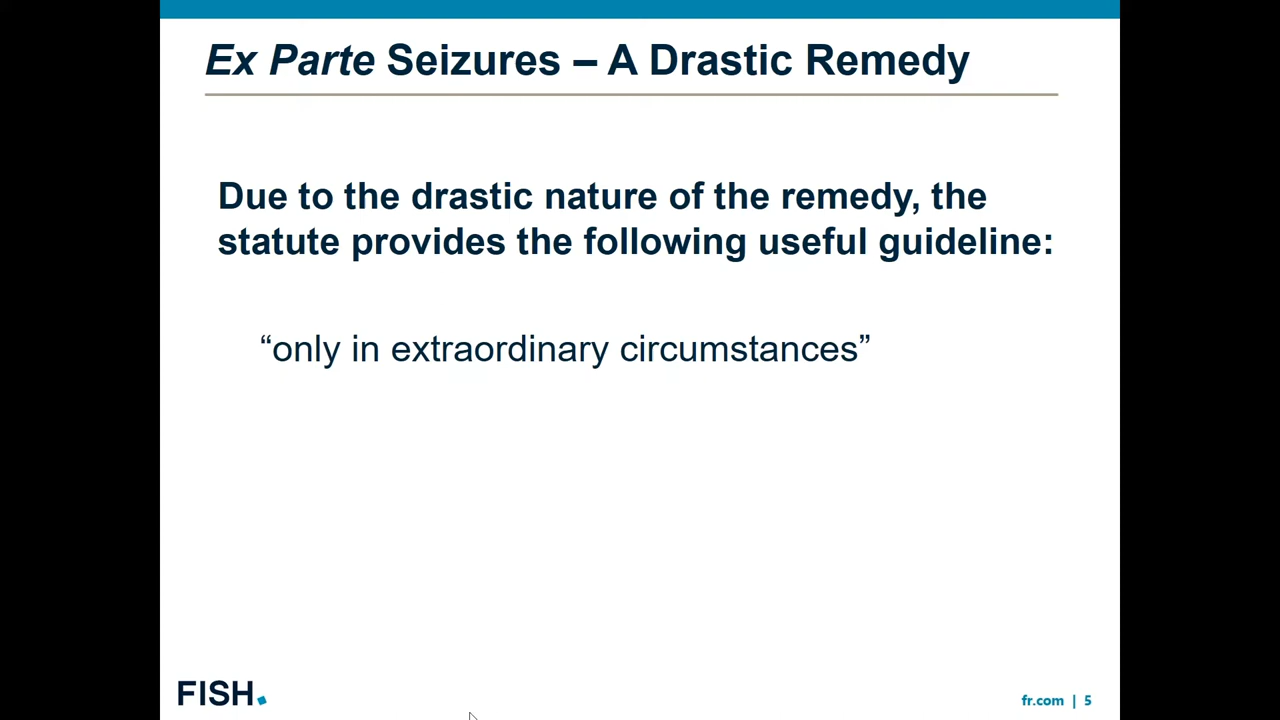 Ex Parte Seizures – A Drastic Remedy
Due to the drastic nature of the remedy, the
statute provides the following useful guideline:
“only in extraordinary circumstances”
FISH.
fr.com | 5